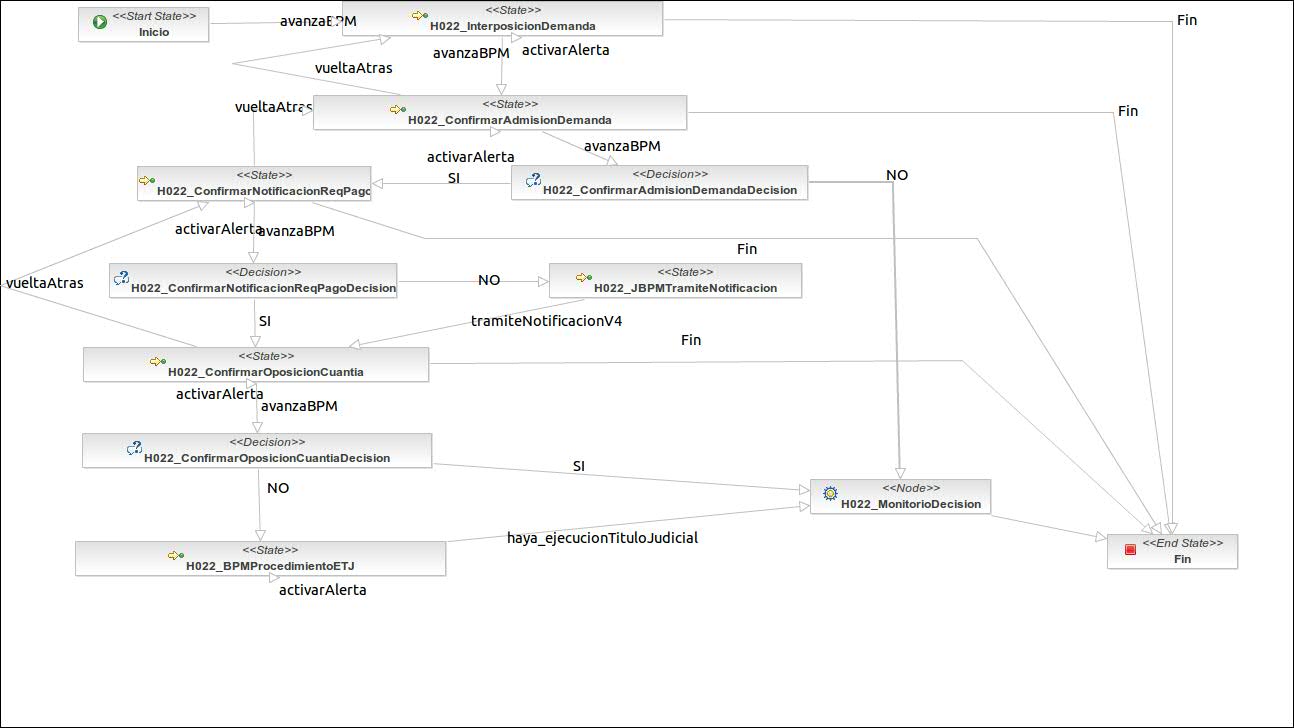 <<Start State>>
Inicio
avanzaBPM
<<State>>
H022_InterposicionDemanda
Fin
avanzaBPM
activarAlerta
vueltaAtras
<<State>>
H022_ConfirmarAdmisionDemanda
vueltaAtras
Fin
activarAlerta
avanzaBPM
<<State>>
H022_ConfirmarNotificacionReqPago
SI
<<Decision>>
H022_ConfirmarAdmisionDemandaDecision
NO
activarAlerta
avanzaBPM
Fin
vueltaAtras
<<Decision>>
H022_ConfirmarNotificacionReqPagoDecision
NO
<<State>>
H022_JBPMTramiteNotificacion
SI
tramiteNotificacionV4
Fin
<<State>>
H022_ConfirmarOposicionCuantia
activarAlerta
avanzaBPM
<<Decision>>
H022_ConfirmarOposicionCuantiaDecision
SI
NO
<<Node>>
H022_MonitorioDecision
haya_ejecucionTituloJudicial
<<State>>
H022_BPMProcedimientoETJ
activarAlerta
<<End State>>
Fin